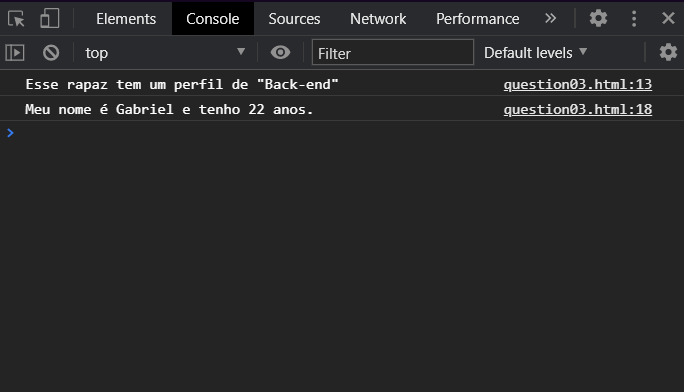 Elements Console Sources Network Performance
top Filter Default levels
Esse rapaz tem um perfil de "Back-end" question03.html:13
Meu nome é Gabriel e tenho 22 anos. question03.html:18